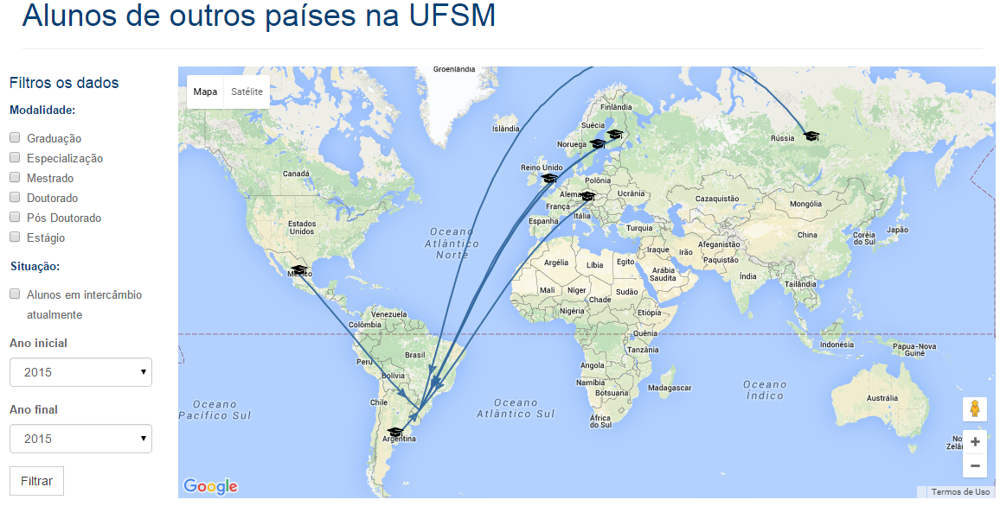 Alunos de outros países na UFSM
Filtros os dados
Modalidade:
Graduação
Especialização
Mestrado
Doutorado
Pós Doutorado
Estágio
Situação:
Alunos em intercâmbio
atualmente
Ano inicial
2015
Ano final
2015
Filtrar
Mapa
Satélite
Groenlândia
Islândia
Finlândia
Suécia
Noruega
Rússia
Reino Unido
Polônia
Alema
Ucrânia
França
Itália
Espanha
Turquia
Cazaquistão
Mongólia
China
Coréia
do Sul
Japão
Canadá
Estados
Unidos
México
Oceano
Atlântico
Norte
Argélia
Líbia
Egito
Iraque
Irão
Afeganistão
Paquistão
Arábia
Saudita
Índia
Tailândia
Mali
Níger
Chade
Sudão
Nigéria
Etiópia
Quênia
Tanzânia
Venezuela
Colômbia
Brasil
Peru
Bolívia
Chile
Argentina
Angola
Namíbia
Botsuana
Madagascar
África
do Sul
Indonésia
Papua-Nova
Guiné
Austrália
No
Zelân
Oceano
Pacífico Sul
Oceano
Atlântico Sul
Oceano
Índico
Google
Termos de Uso